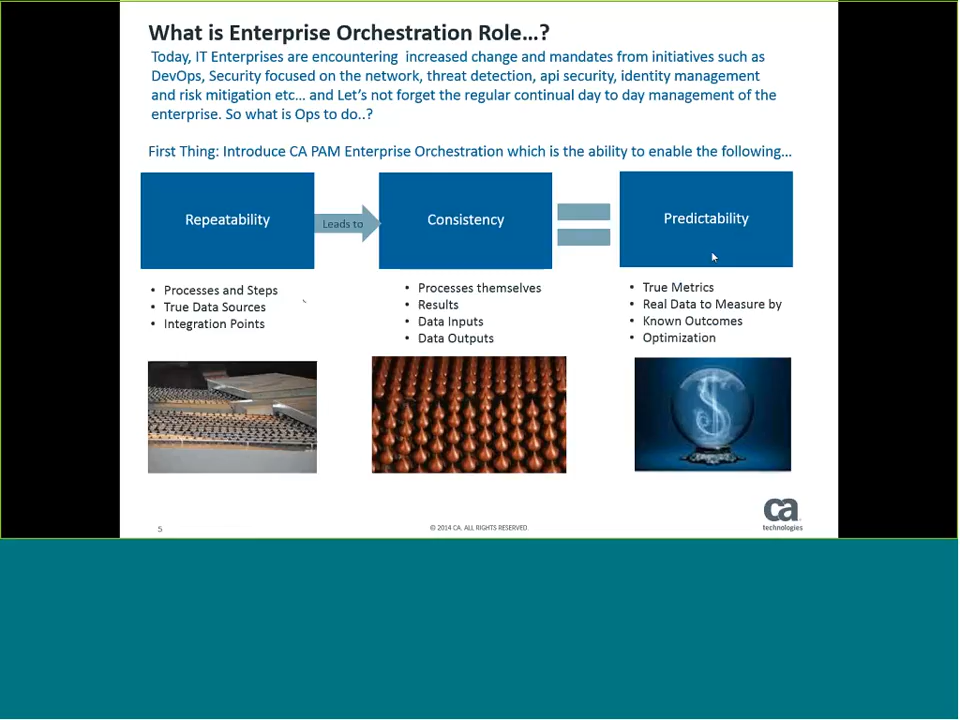 What is Enterprise Orchestration Role…?
Today, IT Enterprises are encountering increased change and mandates from initiatives such as
DevOps, Security focused on the network, threat detection, api security, identity management
and risk mitigation etc… and Let's not forget the regular continual day to day management of the
enterprise. So what is Ops to do..?
First Thing: Introduce CA PAM Enterprise Orchestration which is the ability to enable the following…
Repeatability
Leads to
Consistency
Predictability
• Processes and Steps
• True Data Sources
• Integration Points
• Processes themselves
• Results
• Data Inputs
• Data Outputs
• True Metrics
• Real Data to Measure by
• Known Outcomes
• Optimization
5
© 2014 CA. ALL RIGHTS RESERVED.
ca
technologies